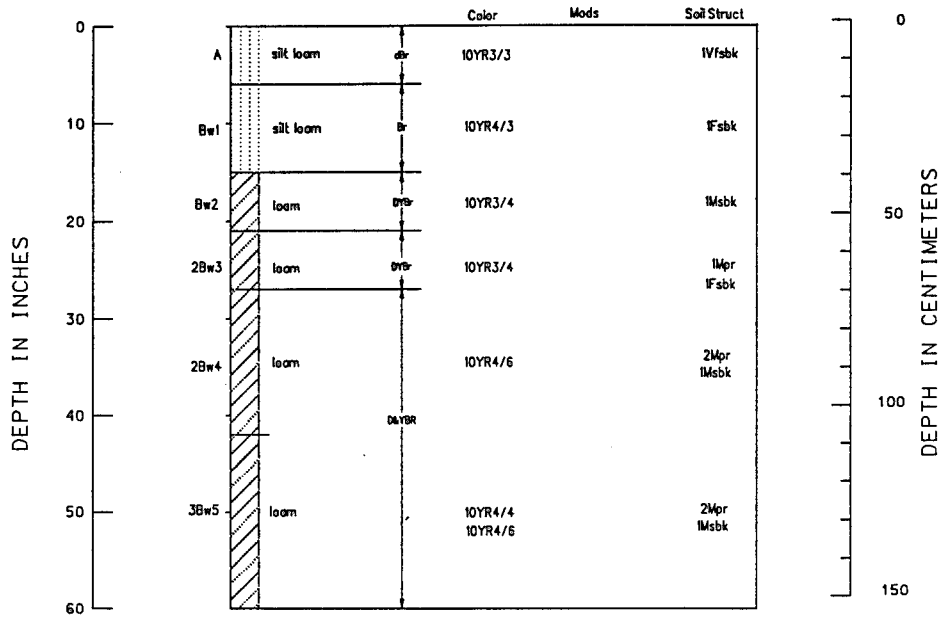 Color Mods Soil Struct
0 0
A silt loam dBr 10YR3/3 1Vfsbk
10
Bw1 silt loam Br 10YR4/3 1Fsbk
Bw2 loam DYBr 10YR3/4 1Msbk
20 50
2Bw3 loam DYBr 10YR3/4 1Mpr
1Fsbk
30
2Bw4 loam 10YR4/6 2Mpr
1Msbk
40 100
D&YBR
50
3Bw5 loam 10YR4/4 2Mpr
10YR4/6 1Msbk
60 150
DEPTH IN INCHES
DEPTH IN CENTIMETERS